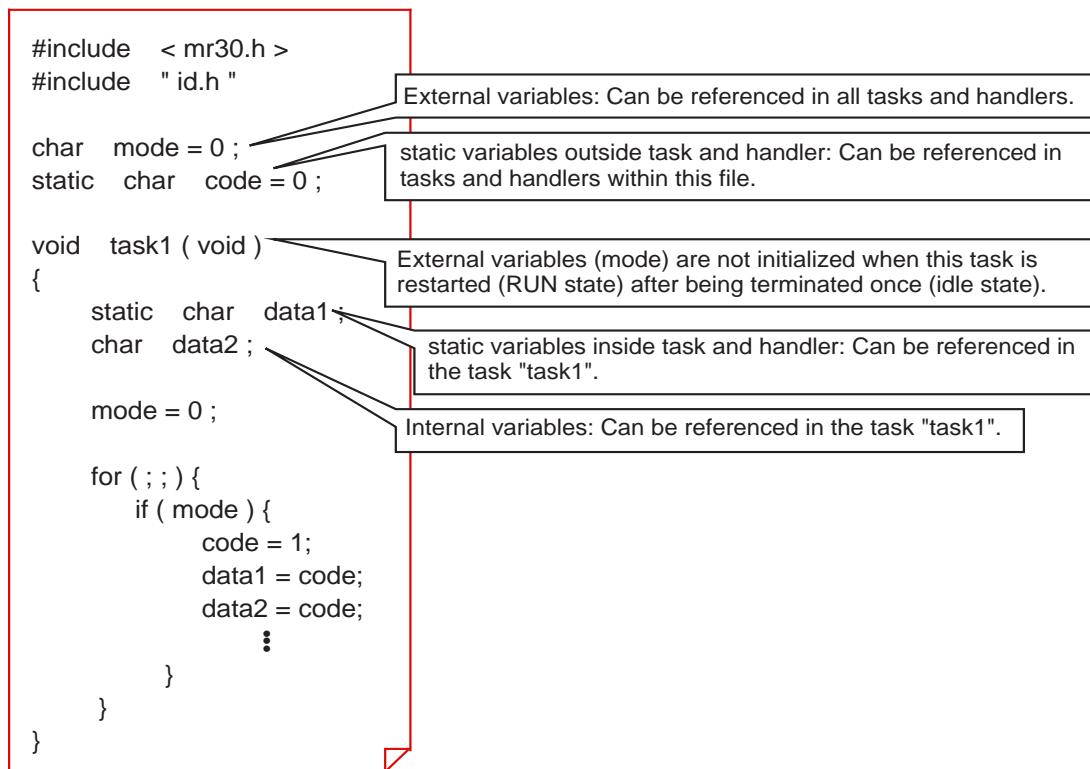 #include < mr30.h >
#include " id.h "
External variables: Can be referenced in all tasks and handlers.
char mode = 0 ;
static char code = 0 ;
static variables outside task and handler: Can be referenced in
tasks and handlers within this file.
void task1 ( void )
{
External variables (mode) are not initialized when this task is
restarted (RUN state) after being terminated once (idle state).
static char data1 ;
char data2 ;
static variables inside task and handler: Can be referenced in
the task "task1".
mode = 0 ;
Internal variables: Can be referenced in the task "task1".
for ( ; ; ) {
if ( mode ) {
code = 1;
data1 = code;
data2 = code;
⋮
}
}
}